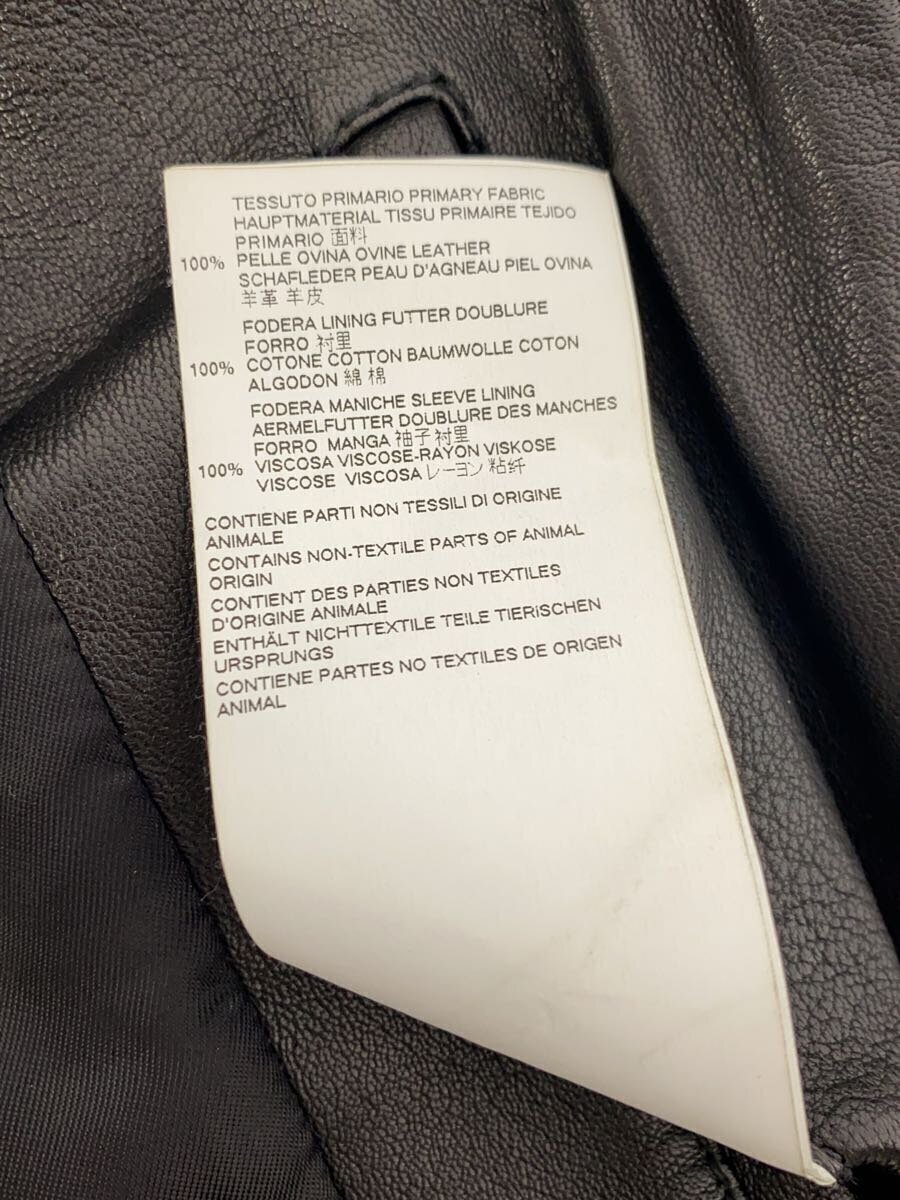 TESSUTO PRIMARIO PRIMARY FABRIC
HAUPTMATERIAL TISSU PRIMAIRE TEJIDO
PRIMARIO 面料
100% PELLE OVINA OVINE LEATHER
SCHAFLEDER PEAU D'AGNEAU PIEL OVINA
羊革 羊皮
FODERA LINING FUTTER DOUBLURE
FORRO 衬里
100% COTONE COTTON BAUMWOLLE COTON
ALGODON 綿 棉
FODERA MANICHE SLEEVE LINING
AERMELFUTTER DOUBLURE DES MANCHES
FORRO MANGA 袖子 衬里
100% VISCOSA VISCOSE-RAYON VISKOSE
VISCOSE VISCOSA レーヨン 粘纤
CONTIENE PARTI NON TESSILI DI ORIGINE
ANIMALE
CONTAINS NON-TEXTILE PARTS OF ANIMAL
ORIGIN
CONTIENT DES PARTIES NON TEXTILES
D'ORIGINE ANIMALE
ENTHÄLT NICHTTEXTILE TEILE TIERISCHEN
URSPRUNGS
CONTIENE PARTES NO TEXTILES DE ORIGEN
ANIMAL